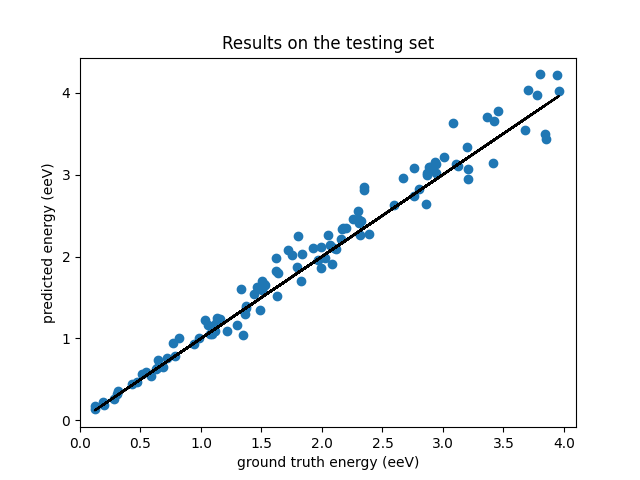 Results on the testing set
predicted energy (eeV)
4
3
2
1
0
0.0 0.5 1.0 1.5 2.0 2.5 3.0 3.5 4.0
ground truth energy (eeV)